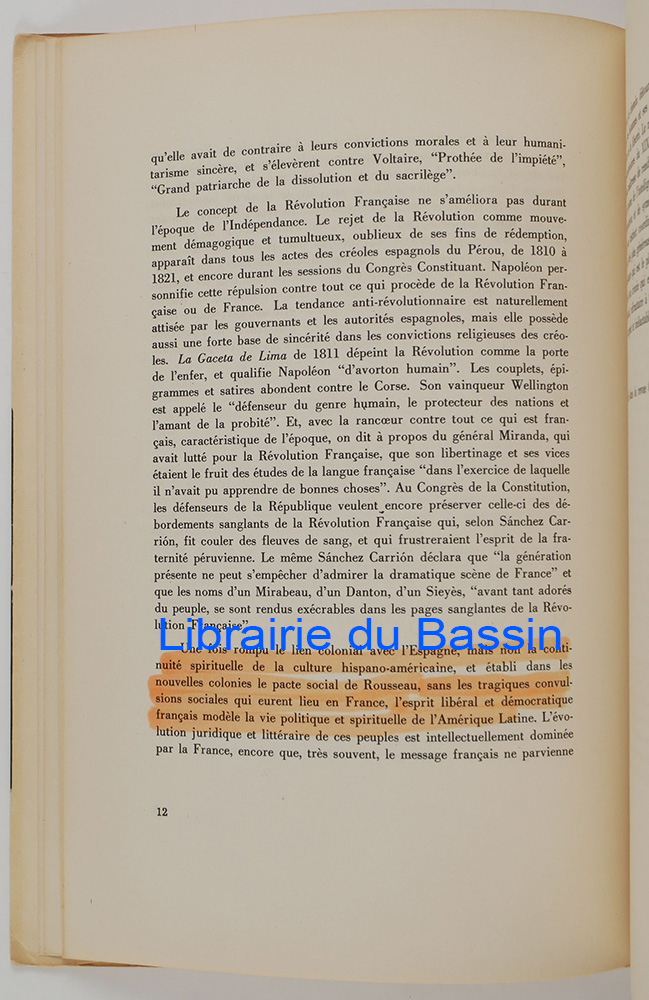 qu'elle avait de contraire à leurs convictions morales et à leur humani-
tarisme sincère, et s'élevèrent contre Voltaire, “Prothée de l'impiété”,
“Grand patriarche de la dissolution et du sacrilège”.
Le concept de la Révolution Française ne s'améliora pas durant
l'époque de l'Indépendance. Le rejet de la Révolution comme mouve-
ment démagogique et tumultueux, oublieux de ses fins de rédemption,
apparaît dans tous les actes des créoles espagnols du Pérou, de 1810 à
1821, et encore durant les sessions du Congrès Constituant. Napoléon per-
sonnifie cette répulsion contre tout ce qui procède de la Révolution Fran-
çaise ou de France. La tendance anti-révolutionnaire est naturellement
attisée par les gouvernants et les autorités espagnoles, mais elle possède
aussi une forte base de sincérité dans les convictions religieuses des créo-
les. La Gaceta de Lima de 1811 dépeint la Révolution comme la porte
de l'enfer, et qualifie Napoléon “d'avorton humain”. Les couplets, épi-
grammes et satires abondent contre le Corse. Son vainqueur Wellington
est appelé le “défenseur du genre humain, le protecteur des nations et
l'amant de la probité”. Et, avec la rancœur contre tout ce qui est fran-
çais, caractéristique de l'époque, on dit à propos du général Miranda, qui
avait lutté pour la Révolution Française, que son libertinage et ses vices
étaient le fruit des études de la langue française “dans l'exercice de laquelle
il n'avait pu apprendre de bonnes choses”. Au Congrès de la Constitution,
les défenseurs de la République veulent encore préserver celle-ci des dé-
bordements sanglants de la Révolution Française qui, selon Sánchez Car-
rión, fit couler des fleuves de sang, et qui frustreraient l'esprit de la fra-
ternité péruvienne. Le même Sánchez Carrión déclara que “la génération
présente ne peut s'empêcher d'admirer la dramatique scène de France” et
que les noms d'un Mirabeau, d'un Danton, d'un Sieyès, “avant tant adorés
du peuple, se sont rendus exécrables dans les pages sanglantes de la Révo-
lution Française”.
Librairie du Bassin
Une fois rompu le lien colonial avec l'Espagne, mais non la conti-
nuité spirituelle de la culture hispano-américaine, et établi dans les
nouvelles colonies le pacte social de Rousseau, sans les tragiques convul-
sions sociales qui eurent lieu en France, l'esprit libéral et démocratique
français modèle la vie politique et spirituelle de l'Amérique Latine. L'évo-
lution juridique et littéraire de ces peuples est intellectuellement dominée
par la France, encore que, très souvent, le message français ne parvienne
12